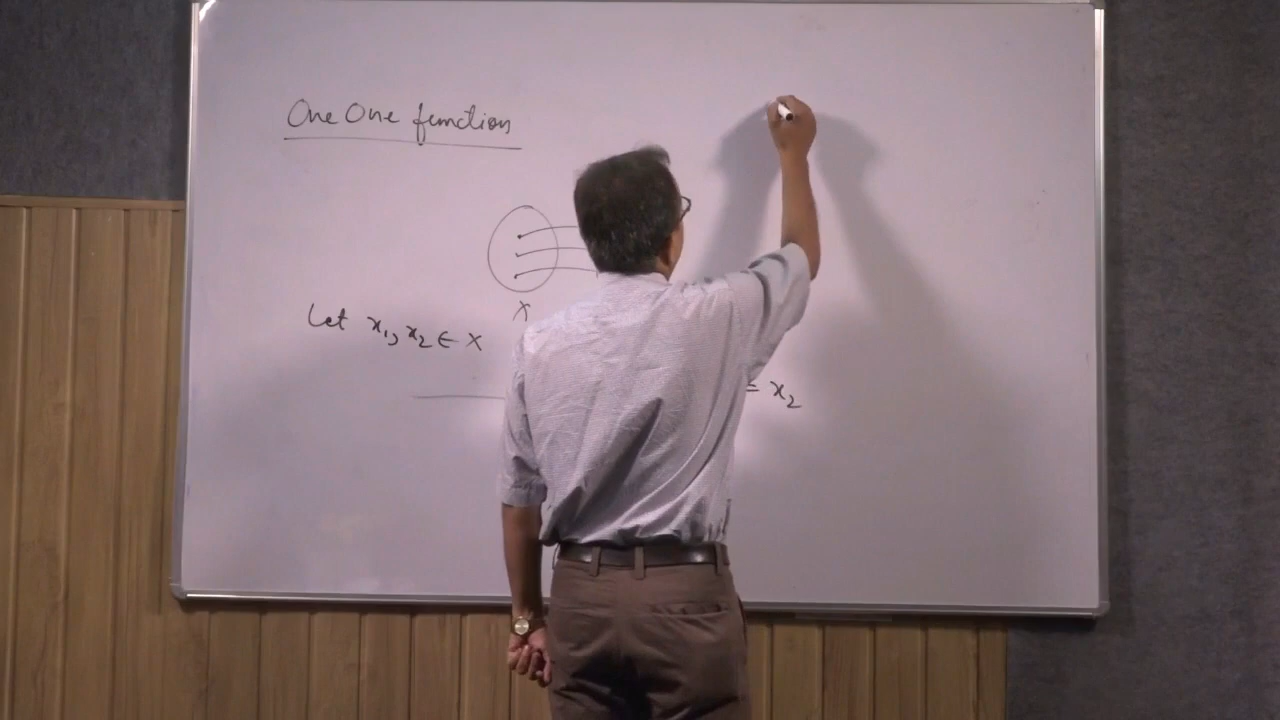 One One function
X
Let x₁, x₂ ∈ X
= x₂